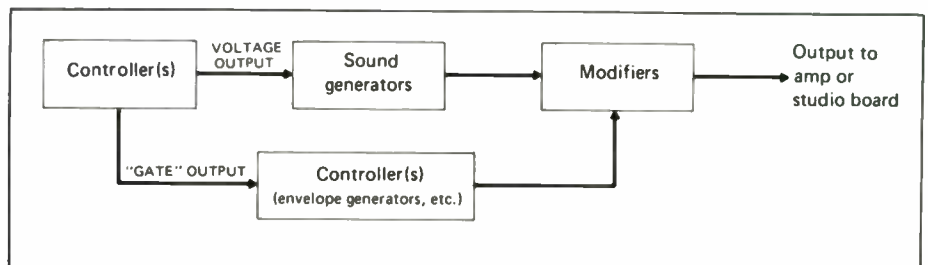 Controller(s)
VOLTAGE
OUTPUT
Sound
generators
Modifiers
Output to
amp or
studio board
"GATE" OUTPUT
Controller(s)
(envelope generators, etc.)